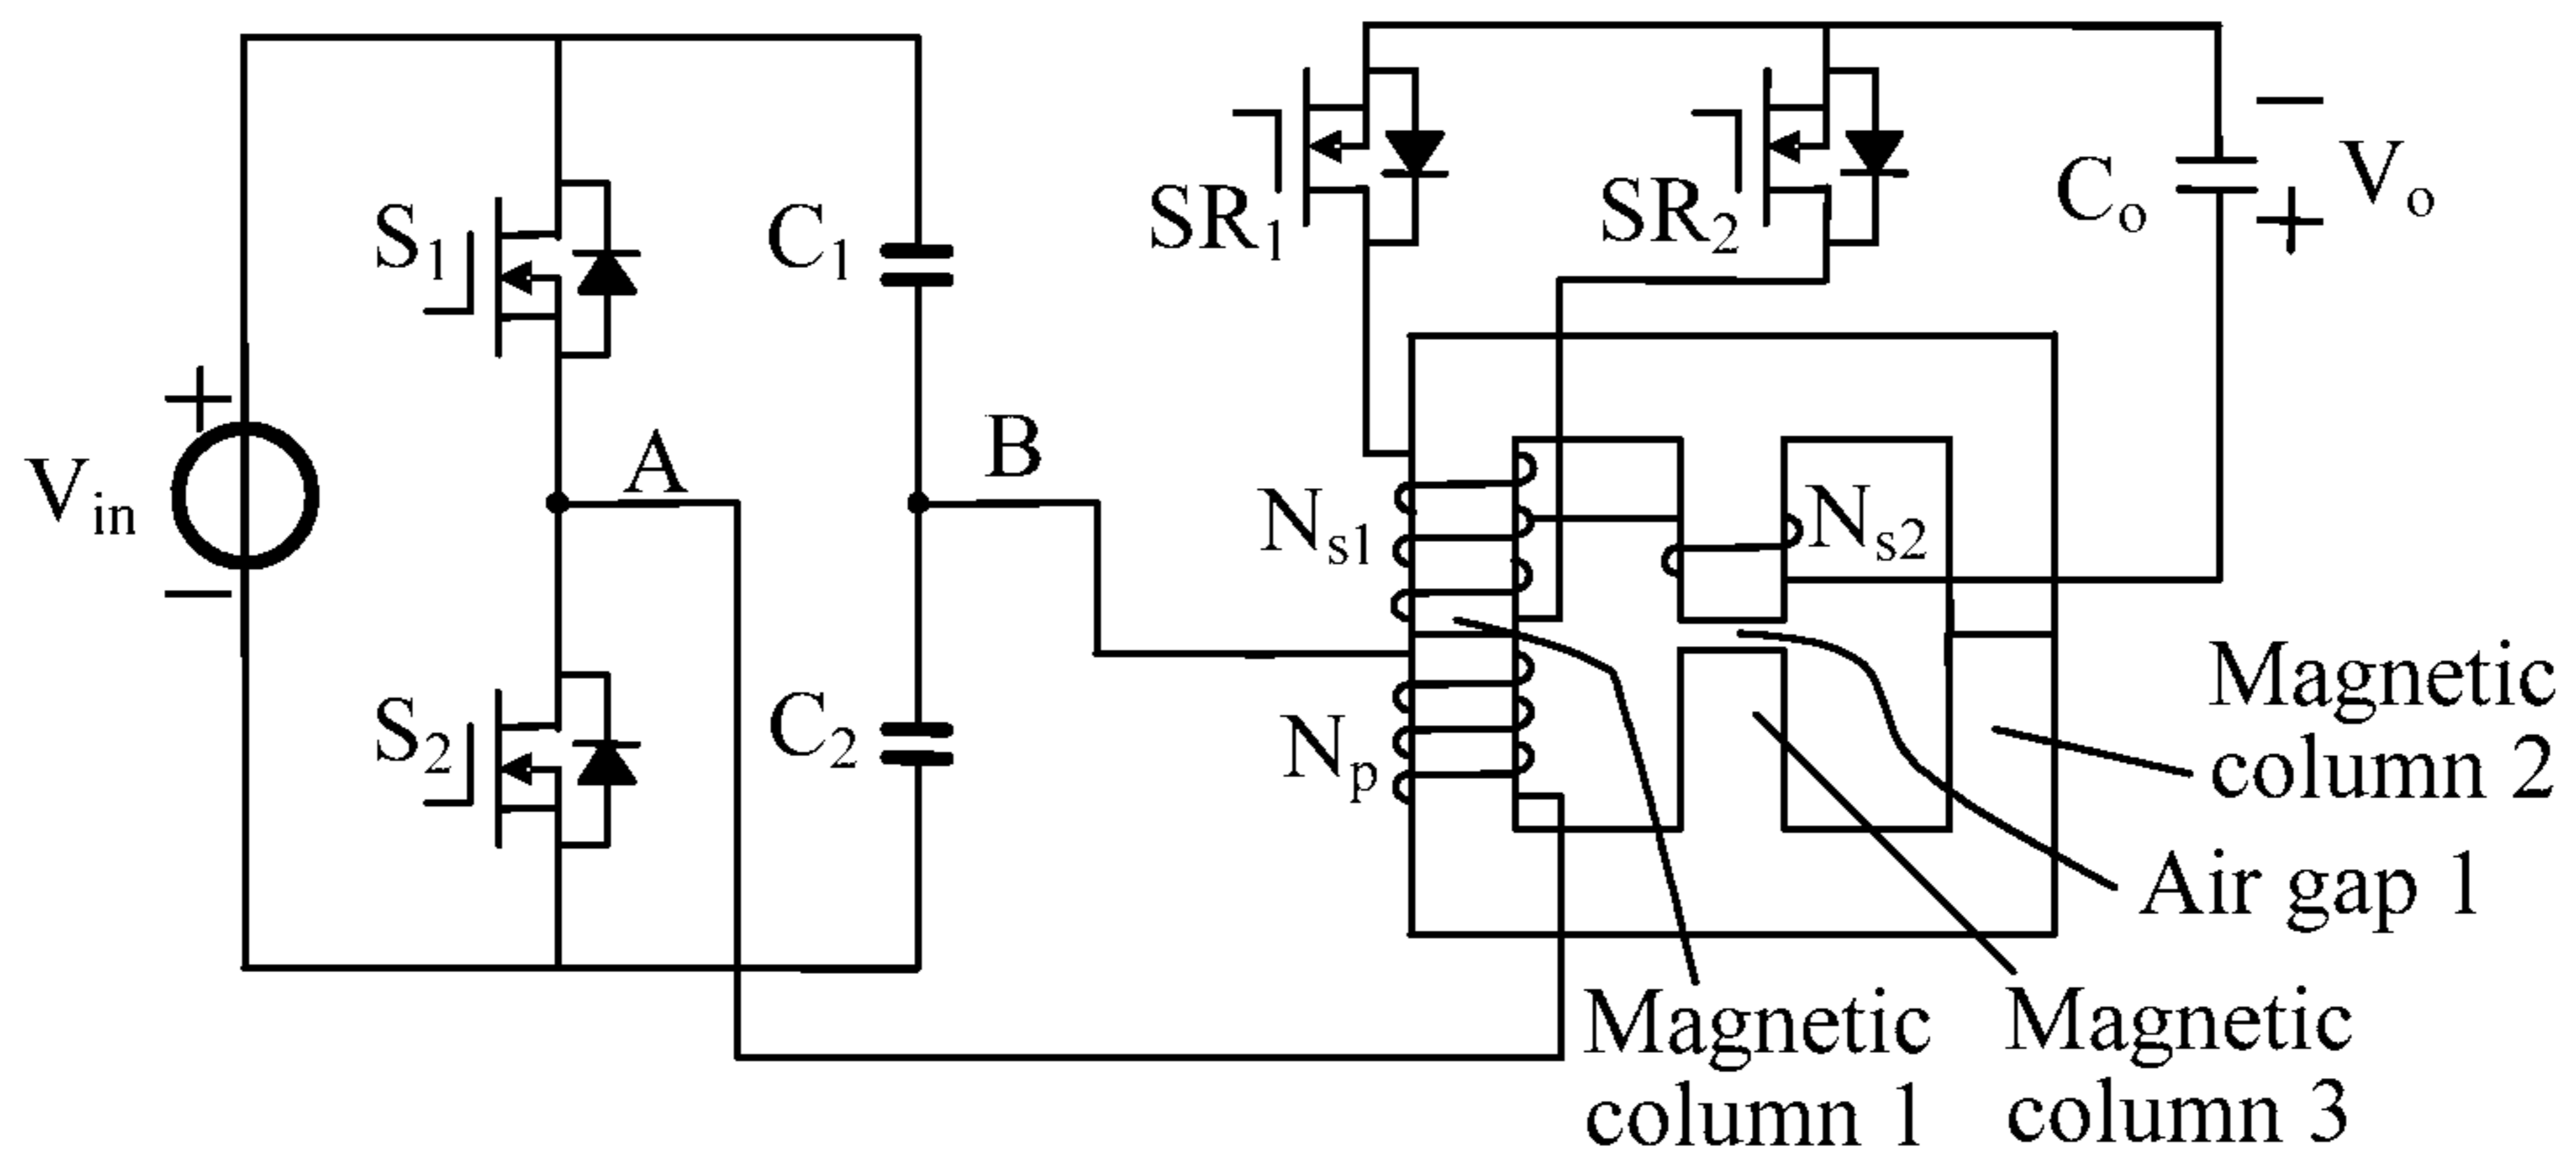 S1
C1
SR1
SR2
Co
−
Vo
+
+
Vin
−
A
B
Ns1
Ns2
S2
C2
Np
Magnetic
column 2
Air gap 1
Magnetic
column 1
Magnetic
column 3